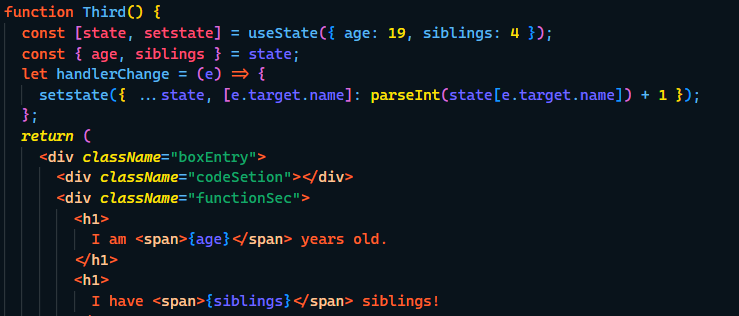 function Third() {
const [state, setstate] = useState({ age: 19, siblings: 4 });
const { age, siblings } = state;
let handlerChange = (e) => {
setstate({ ...state, [e.target.name]: parseInt(state[e.target.name]) + 1 });
};
return (
<div className="boxEntry">
<div className="codeSetion"></div>
<div className="functionSec">
<h1>
I am <span>{age}</span> years old.
</h1>
<h1>
I have <span>{siblings}</span> siblings!